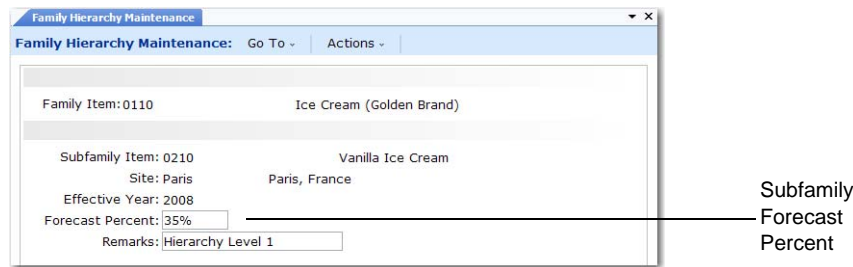 Family Hierarchy Maintenance
Family Hierarchy Maintenance: Go To Actions
Family Item: 0110 Ice Cream (Golden Brand)
Subfamily Item: 0210 Vanilla Ice Cream
Site: Paris Paris, France
Effective Year: 2008
Forecast Percent: 35%
Remarks: Hierarchy Level 1
Subfamily
Forecast
Percent